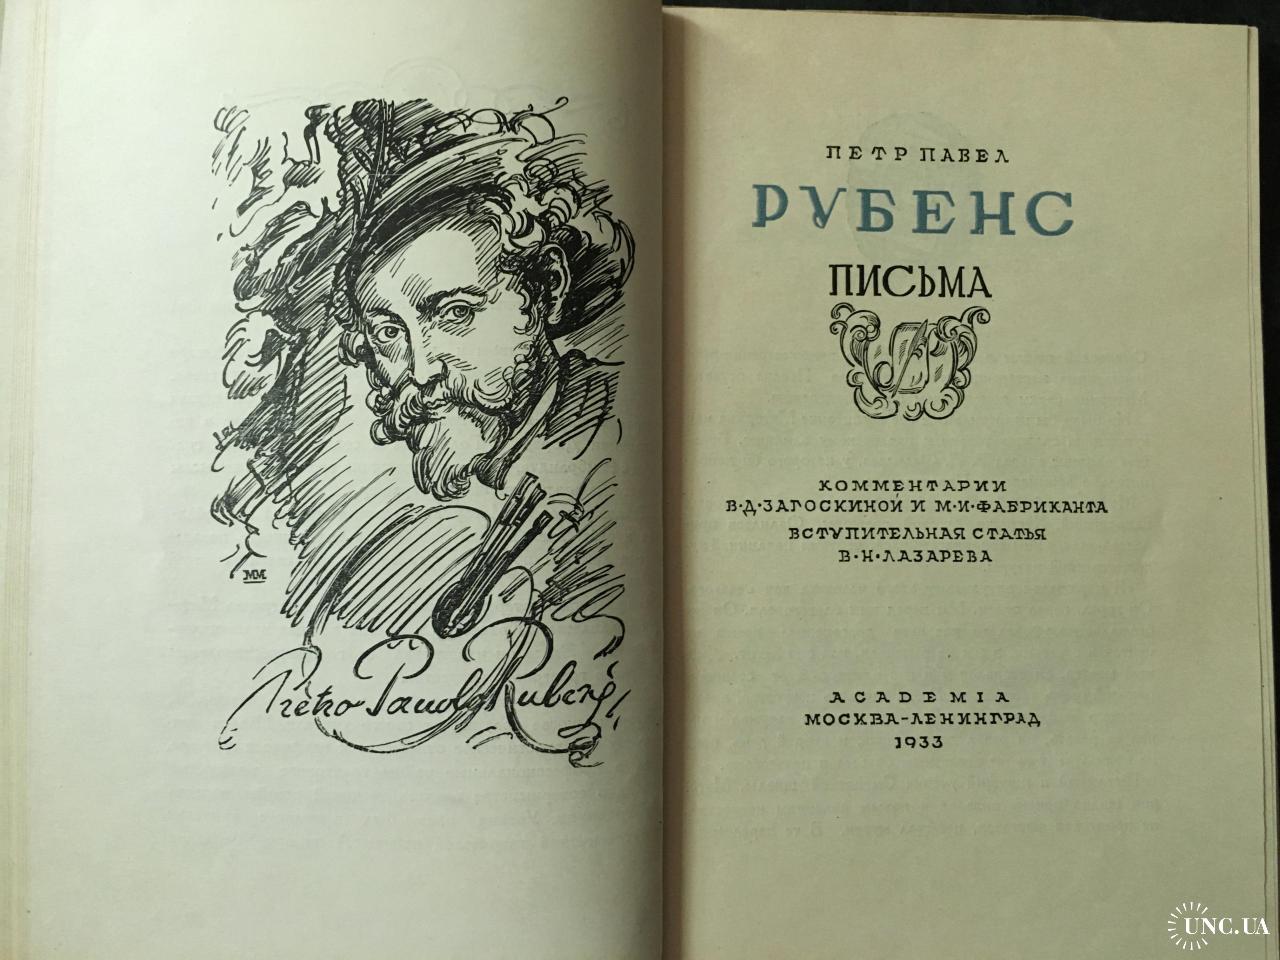 MM
Pietro Pauolo Rubens
ПЕТР ПАВЕЛ
РУБЕНС
ПИСЬМА
КОММЕНТАРИИ
В·Д·ЗАГОСКИНОЙ И М·И·ФАБРИКАНТА
ВСТУПИТЕЛЬНАЯ СТАТЬЯ
В·Н·ЛАЗАРЕВА
ACADEMIA
МОСКВА-ЛЕНИНГРАД
1933
UNC.UA